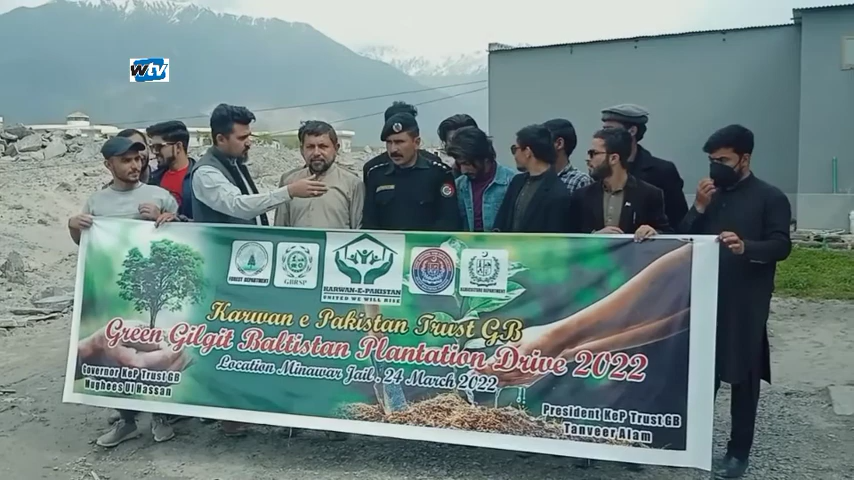 wtv
FOREST DEPARTMENT
GBRSP
KARWAN-E-PAKISTAN
UNITED WE WILL RISE
AGRICULTURE DEPARTMENT
Karwan e Pakistan Trust GB
Green Gilgit Baltistan Plantation Drive 2022
Location Minawar Jail, 24 March 2022
Governor KeP Trust GB
Mughees Ul Hassan
President KeP Trust GB
Tanveer Alam